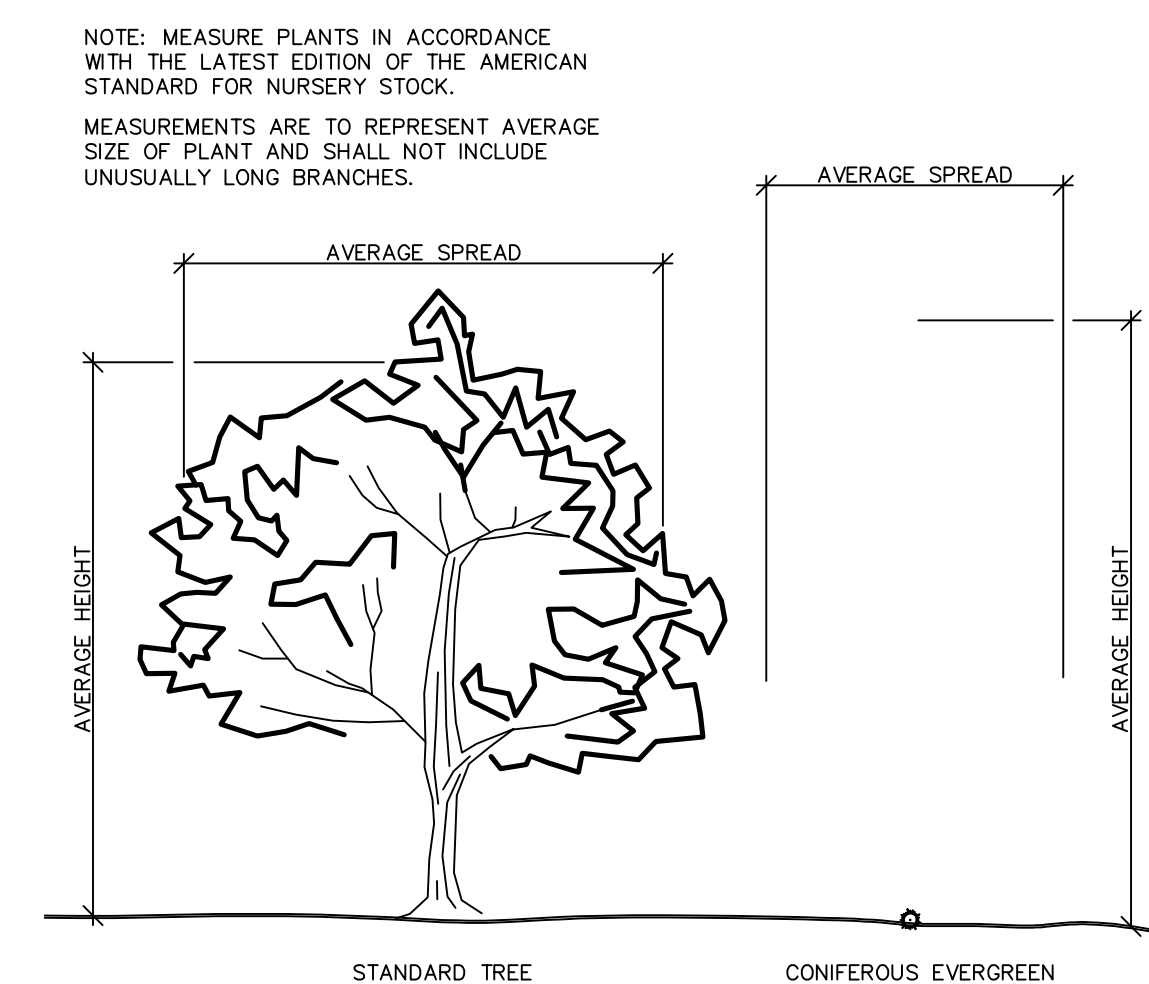 NOTE: MEASURE PLANTS IN ACCORDANCE
WITH THE LATEST EDITION OF THE AMERICAN
STANDARD FOR NURSERY STOCK.
MEASUREMENTS ARE TO REPRESENT AVERAGE
SIZE OF PLANT AND SHALL NOT INCLUDE
UNUSUALLY LONG BRANCHES.
AVERAGE SPREAD
AVERAGE SPREAD
AVERAGE HEIGHT
AVERAGE HEIGHT
STANDARD TREE
CONIFEROUS EVERGREEN